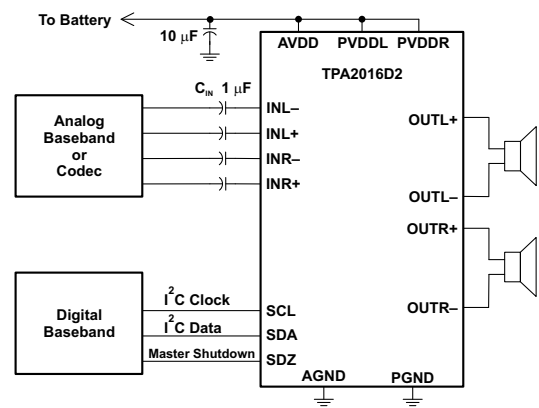 To Battery
10 μF
AVDD PVDDL PVDDR
TPA2016D2
CIN 1 μF
Analog
Baseband
or
Codec
INL–
INL+
INR–
INR+
OUTL+
OUTL–
OUTR+
OUTR–
Digital
Baseband
I2C Clock
I2C Data
Master Shutdown
SCL
SDA
SDZ
AGND PGND